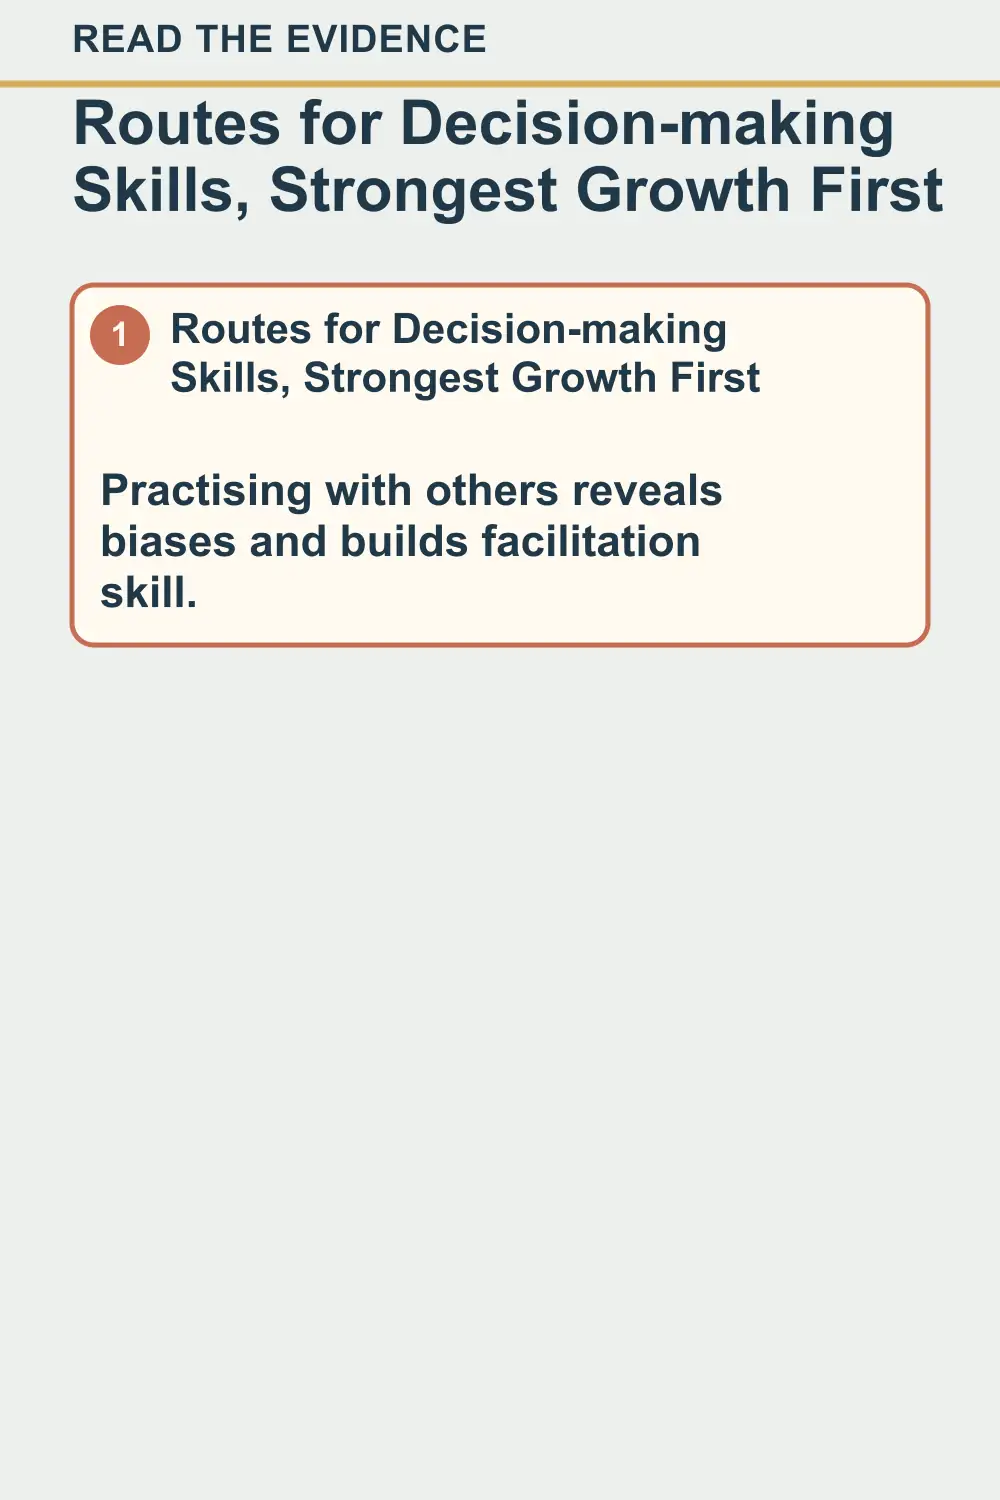 READ THE EVIDENCE
Routes for Decision-making
Skills, Strongest Growth First
1
Routes for Decision-making
Skills, Strongest Growth First
Practising with others reveals
biases and builds facilitation
skill.